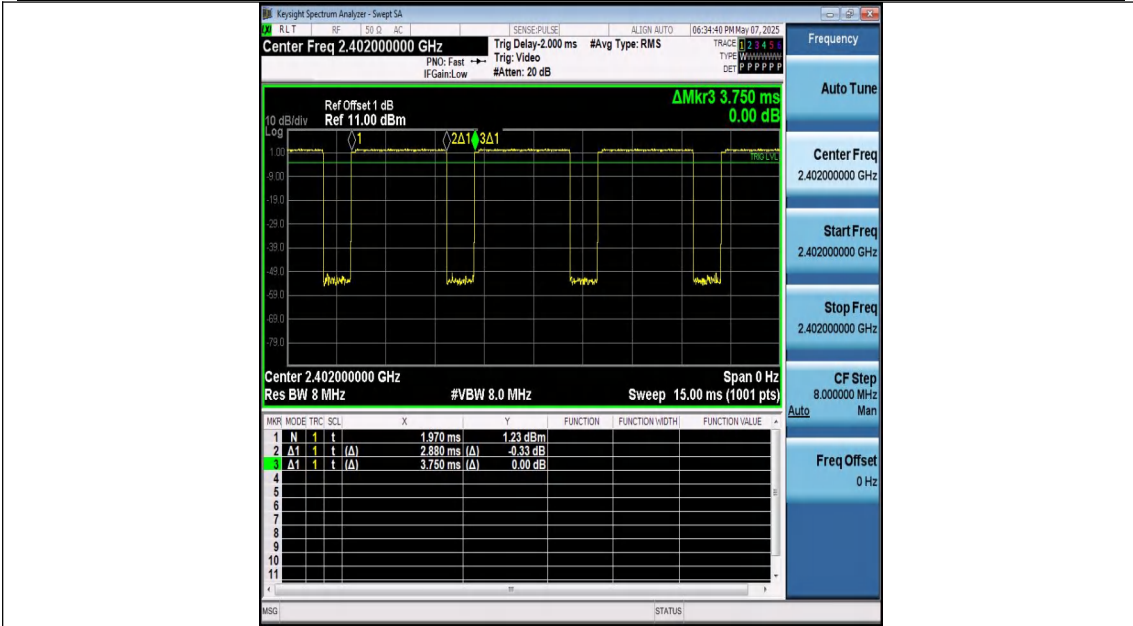 Keysight Spectrum Analyzer - Swept SA
RLT RF 50 Ω AC SENSE:PULSE ALIGN AUTO 06:34:40 PM May 07, 2025
Center Freq 2.402000000 GHz
PNO: Fast
IFGain:Low
Trig Delay-2.000 ms
Trig: Video
#Atten: 20 dB
#Avg Type: RMS
TRACE 1 2 3 4 5 6
TYPE WWWWWW
DET P P P P P P
Frequency
Auto Tune
Center Freq
2.402000000 GHz
Start Freq
2.402000000 GHz
Stop Freq
2.402000000 GHz
CF Step
8.000000 MHz
Auto Man
Freq Offset
0 Hz
ΔMkr3 3.750 ms
0.00 dB
Ref Offset 1 dB
10 dB/div Ref 11.00 dBm
Log
1 2Δ1 3Δ1
1.00
TRIG LVL
-9.00
-19.0
-29.0
-39.0
-49.0
-59.0
-69.0
-79.0
Center 2.402000000 GHz Span 0 Hz
Res BW 8 MHz #VBW 8.0 MHz Sweep 15.00 ms (1001 pts)
MKR MODE TRC SCL X Y FUNCTION FUNCTION WIDTH FUNCTION VALUE
1 N 1 t 1.970 ms 1.23 dBm
2 Δ1 1 t (Δ) 2.880 ms (Δ) -0.33 dB
3 Δ1 1 t (Δ) 3.750 ms (Δ) 0.00 dB
4
5
6
7
8
9
10
11
MSG STATUS